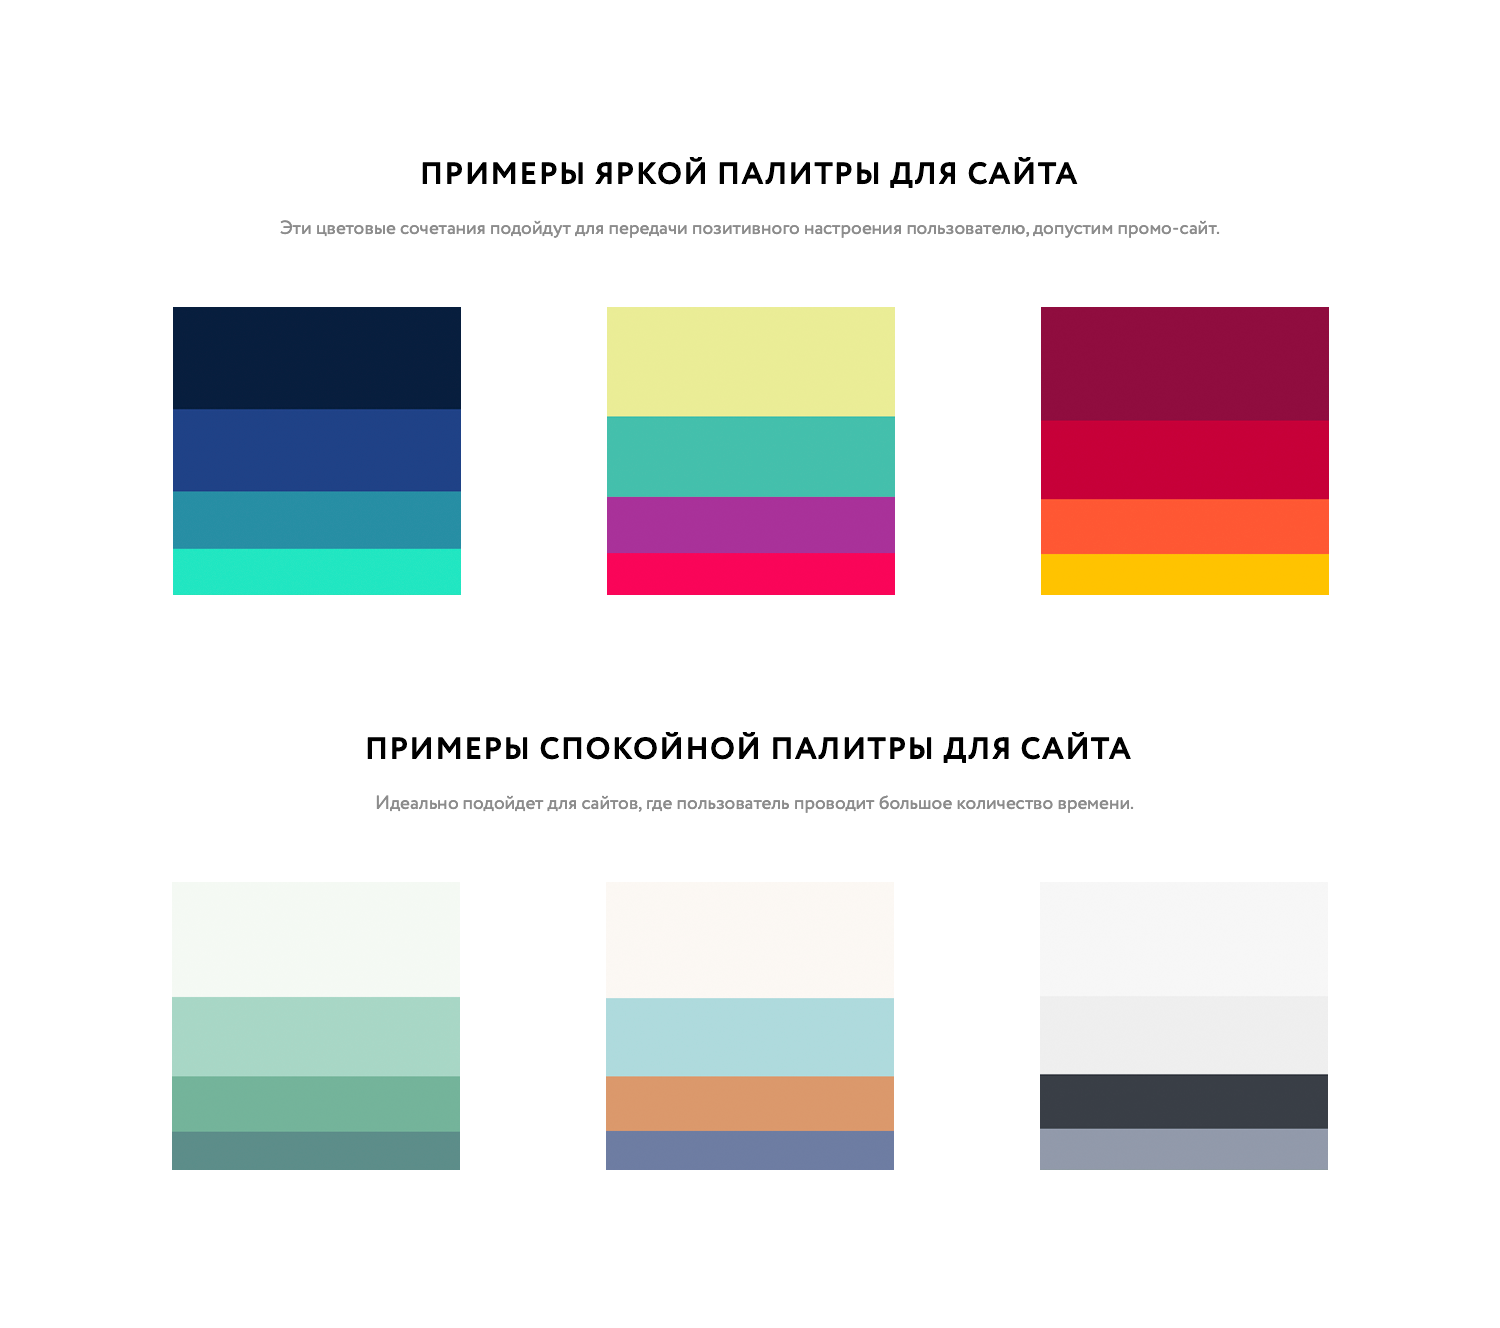 ПРИМЕРЫ ЯРКОЙ ПАЛИТРЫ ДЛЯ САЙТА
Эти цветовые сочетания подойдут для передачи позитивного настроения пользователю, допустим промо-сайт.
ПРИМЕРЫ СПОКОЙНОЙ ПАЛИТРЫ ДЛЯ САЙТА
Идеально подойдет для сайтов, где пользователь проводит большое количество времени.